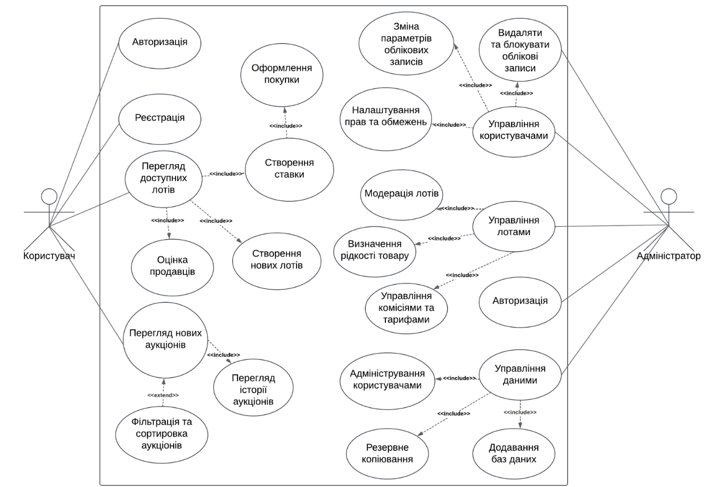 Авторизація
Реєстрація
Оформлення
покупки
<<include>>
Створення
ставки
<<include>>
Перегляд
доступних
лотів
<<include>>
<<include>>
Оцінка
продавців
Створення
нових лотів
Користувач
Перегляд нових
аукціонів
<<include>>
Перегляд
історії
аукціонів
<<extend>>
Фільтрація та
сортировка
аукціонів
Зміна
параметрів
облікових
записів
Видаляти
та блокувати
облікові
записи
<<include>>
<<include>>
Налаштування
прав та обмежень
<<include>>
Управління
користувачами
Модерація лотів
<<include>>
Управління
лотами
Визначення
рідкості товару
<<include>>
<<include>>
Управління
комісіями та
тарифами
Адміністратор
Авторизація
Адміністрування
користувачами
<<include>>
Управління
даними
<<include>>
<<include>>
Резервне
копіювання
Додавання
баз даних